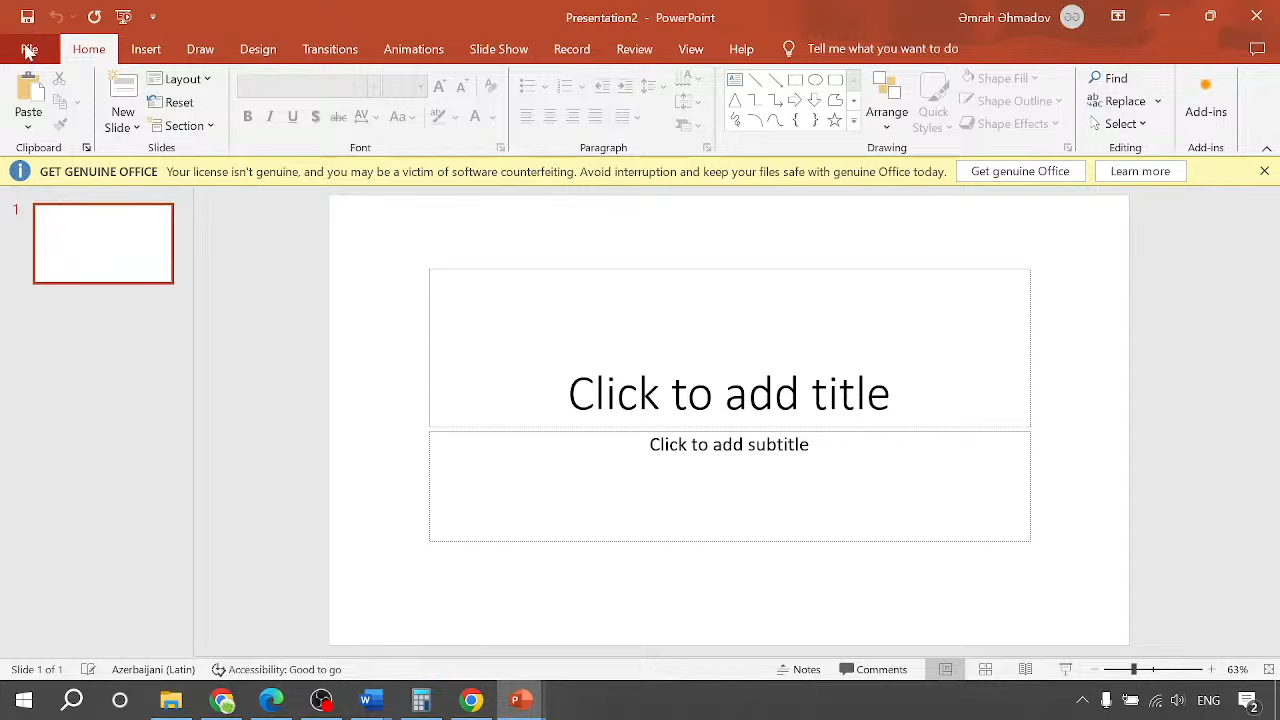 Presentation2 - PowerPoint
Əmrah Əhmədov
ƏƏ
File
Home
Insert
Draw
Design
Transitions
Animations
Slide Show
Record
Review
View
Help
Tell me what you want to do
Paste
Clipboard
New
Slide
Layout
Reset
Section
Slides
B I U S abc AV Aa A
Font
Paragraph
Arrange
Quick
Styles
Shape Fill
Shape Outline
Shape Effects
Drawing
Find
Replace
Select
Editing
Add-ins
Add-ins
GET GENUINE OFFICE Your license isn't genuine, and you may be a victim of software counterfeiting. Avoid interruption and keep your files safe with genuine Office today.
Get genuine Office
Learn more
1
Click to add title
Click to add subtitle
Slide 1 of 1
Azerbaijani (Latin)
Accessibility: Good to go
Notes
Comments
63%
ENG
2